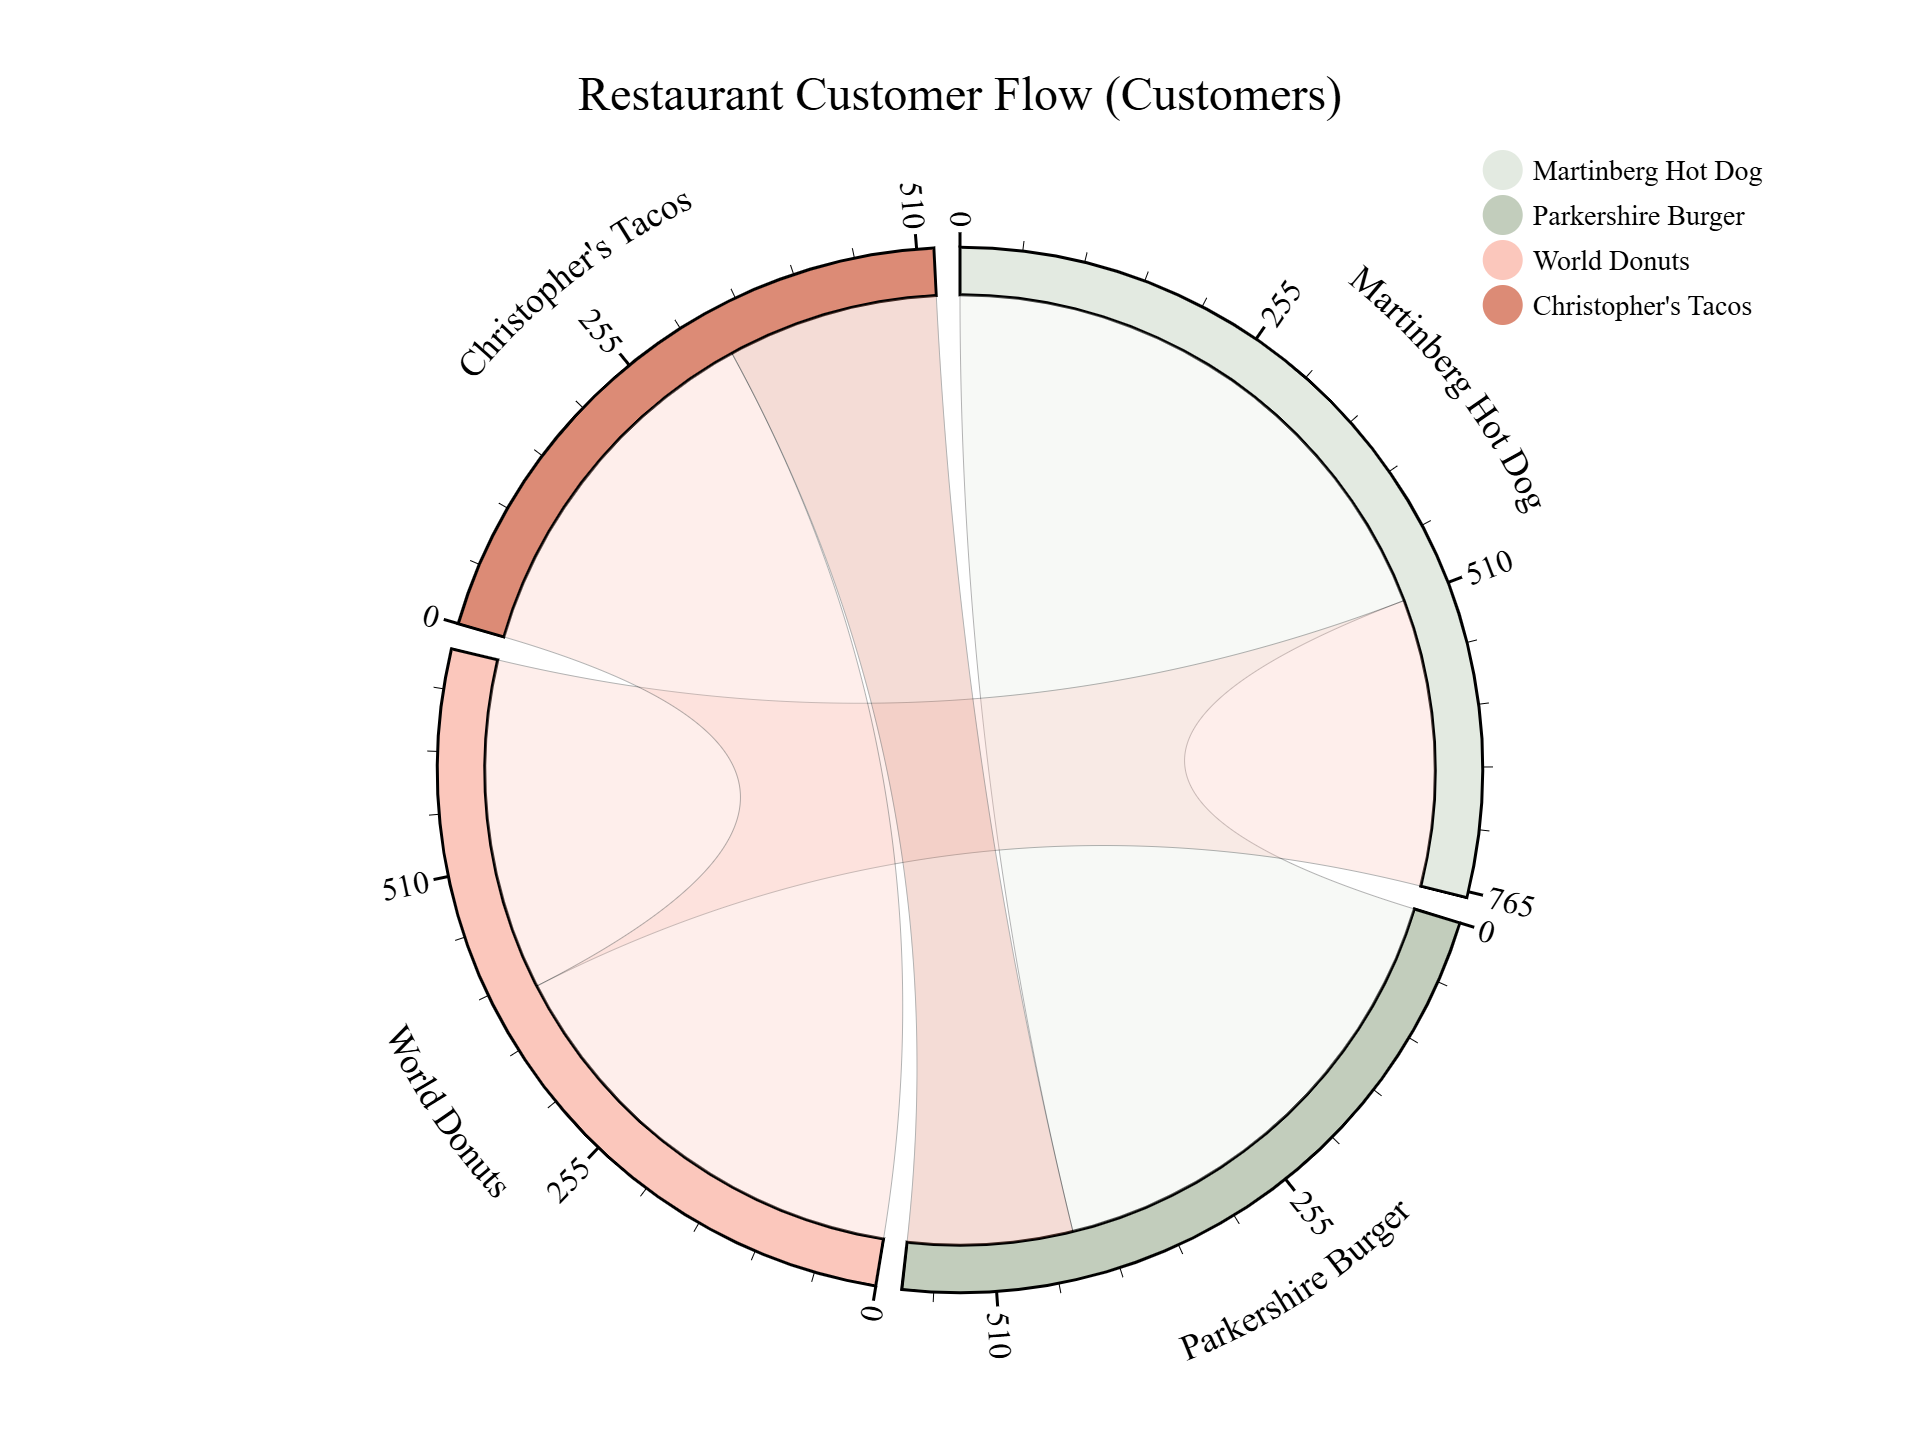 Restaurant Customer Flow (Customers)
Martinberg Hot Dog
Parkershire Burger
World Donuts
Christopher's Tacos
0
255
510
765
Martinberg Hot Dog
0
255
510
Parkershire Burger
0
255
510
World Donuts
0
255
510
Christopher's Tacos